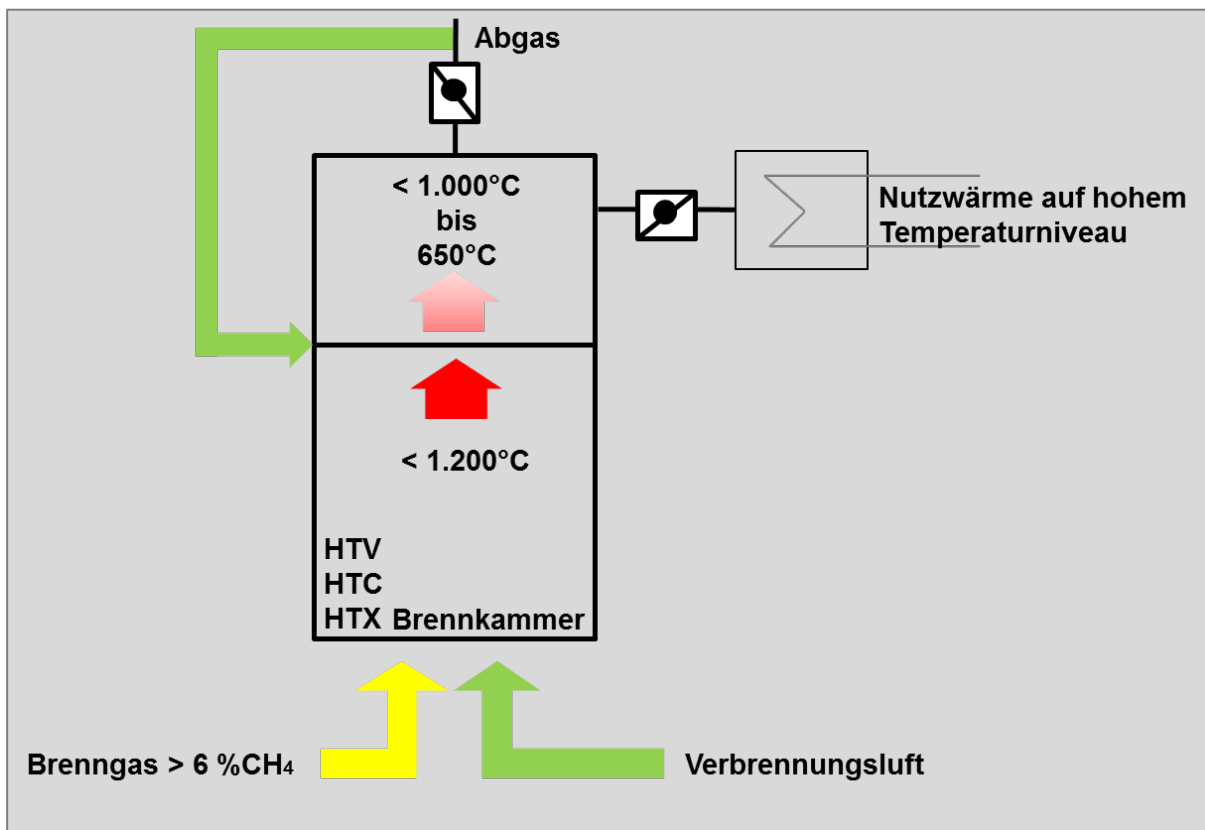 Abgas
< 1.000°C
bis
650°C
Nutzwärme auf hohem
Temperaturniveau
< 1.200°C
HTV
HTC
HTX Brennkammer
Brenngas > 6 %CH₄
Verbrennungsluft